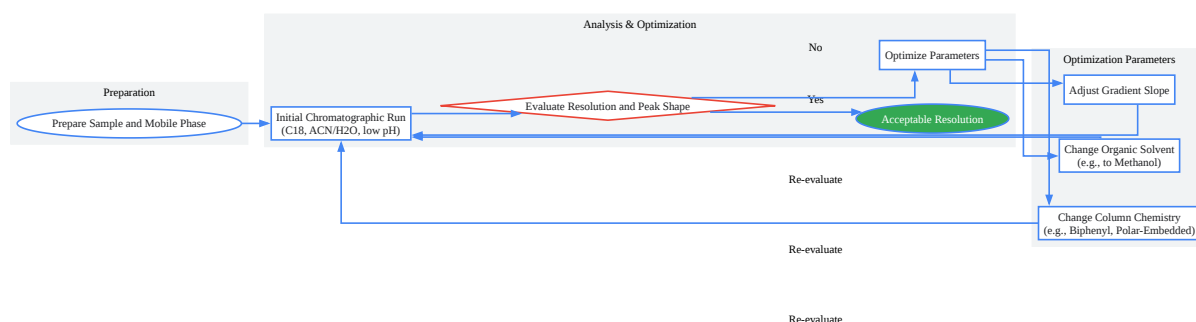 Analysis & Optimization
No
Optimize Parameters
Optimization Parameters
Preparation
Adjust Gradient Slope
Yes
Evaluate Resolution and Peak Shape
Prepare Sample and Mobile Phase
Initial Chromatographic Run
(C18, ACN/H2O, low pH)
Acceptable Resolution
Change Organic Solvent
(e.g., to Methanol)
Re-evaluate
Change Column Chemistry
(e.g., Biphenyl, Polar-Embedded)
Re-evaluate
Re-evaluate